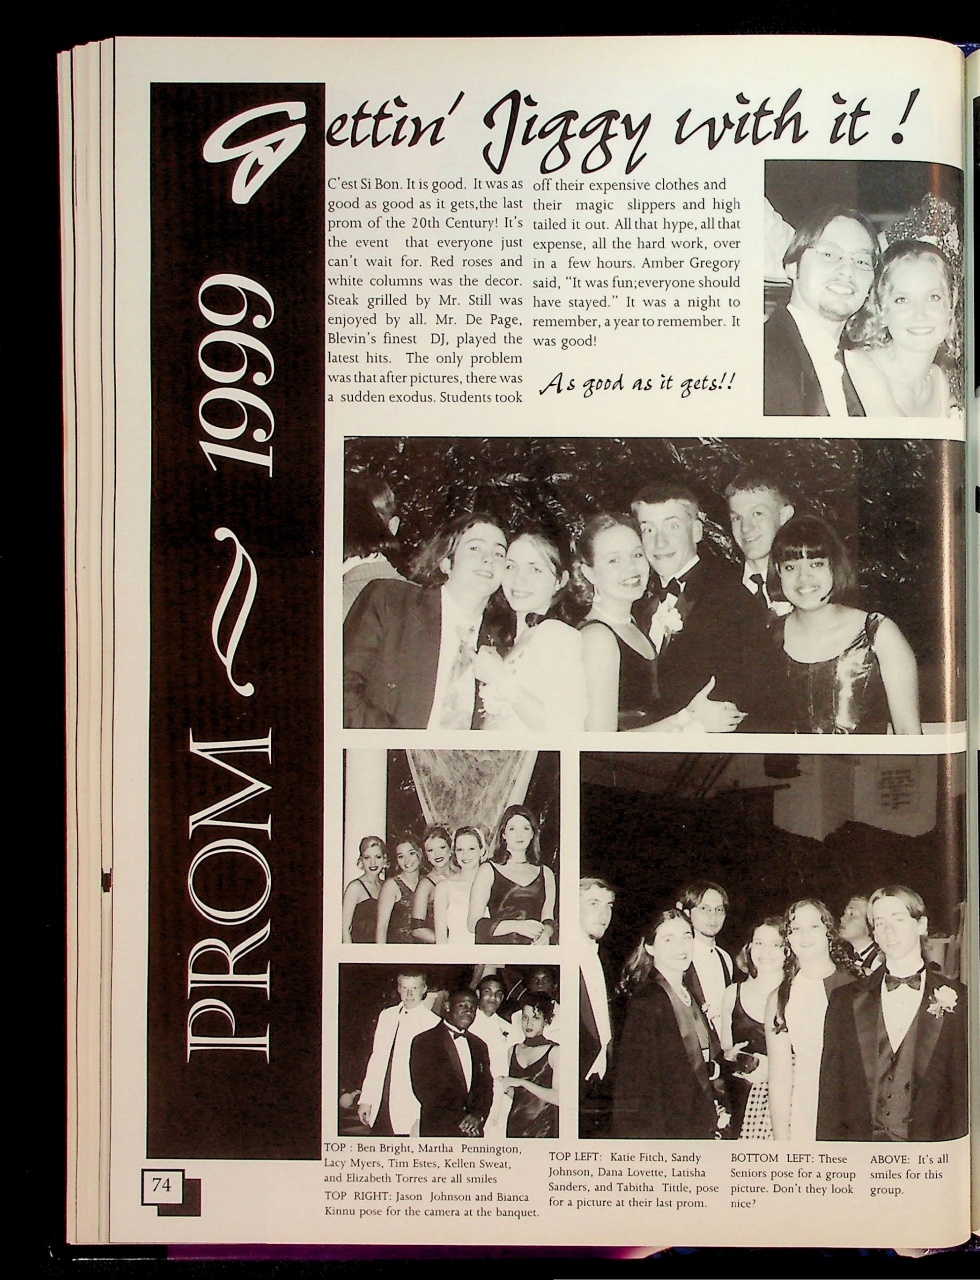 Gettin' Jiggy with it !
PROM ~ 1999
C'est Si Bon. It is good. It was as
good as good as it gets,the last
prom of the 20th Century! It's
the event that everyone just
can't wait for. Red roses and
white columns was the decor.
Steak grilled by Mr. Still was
enjoyed by all. Mr. De Page,
Blevin's finest DJ, played the
latest hits. The only problem
was that after pictures, there was
a sudden exodus. Students took
off their expensive clothes and
their magic slippers and high
tailed it out. All that hype, all that
expense, all the hard work, over
in a few hours. Amber Gregory
said, "It was fun;everyone should
have stayed." It was a night to
remember, a year to remember. It
was good!
As good as it gets!!
TOP : Ben Bright, Martha Pennington,
Lacy Myers, Tim Estes, Kellen Sweat,
and Elizabeth Torres are all smiles
TOP RIGHT: Jason Johnson and Bianca
Kinnu pose for the camera at the banquet.
TOP LEFT: Katie Fitch, Sandy
Johnson, Dana Lovette, Latisha
Sanders, and Tabitha Tittle, pose
for a picture at their last prom.
BOTTOM LEFT: These
Seniors pose for a group
picture. Don't they look
nice?
ABOVE: It's all
smiles for this
group.
74